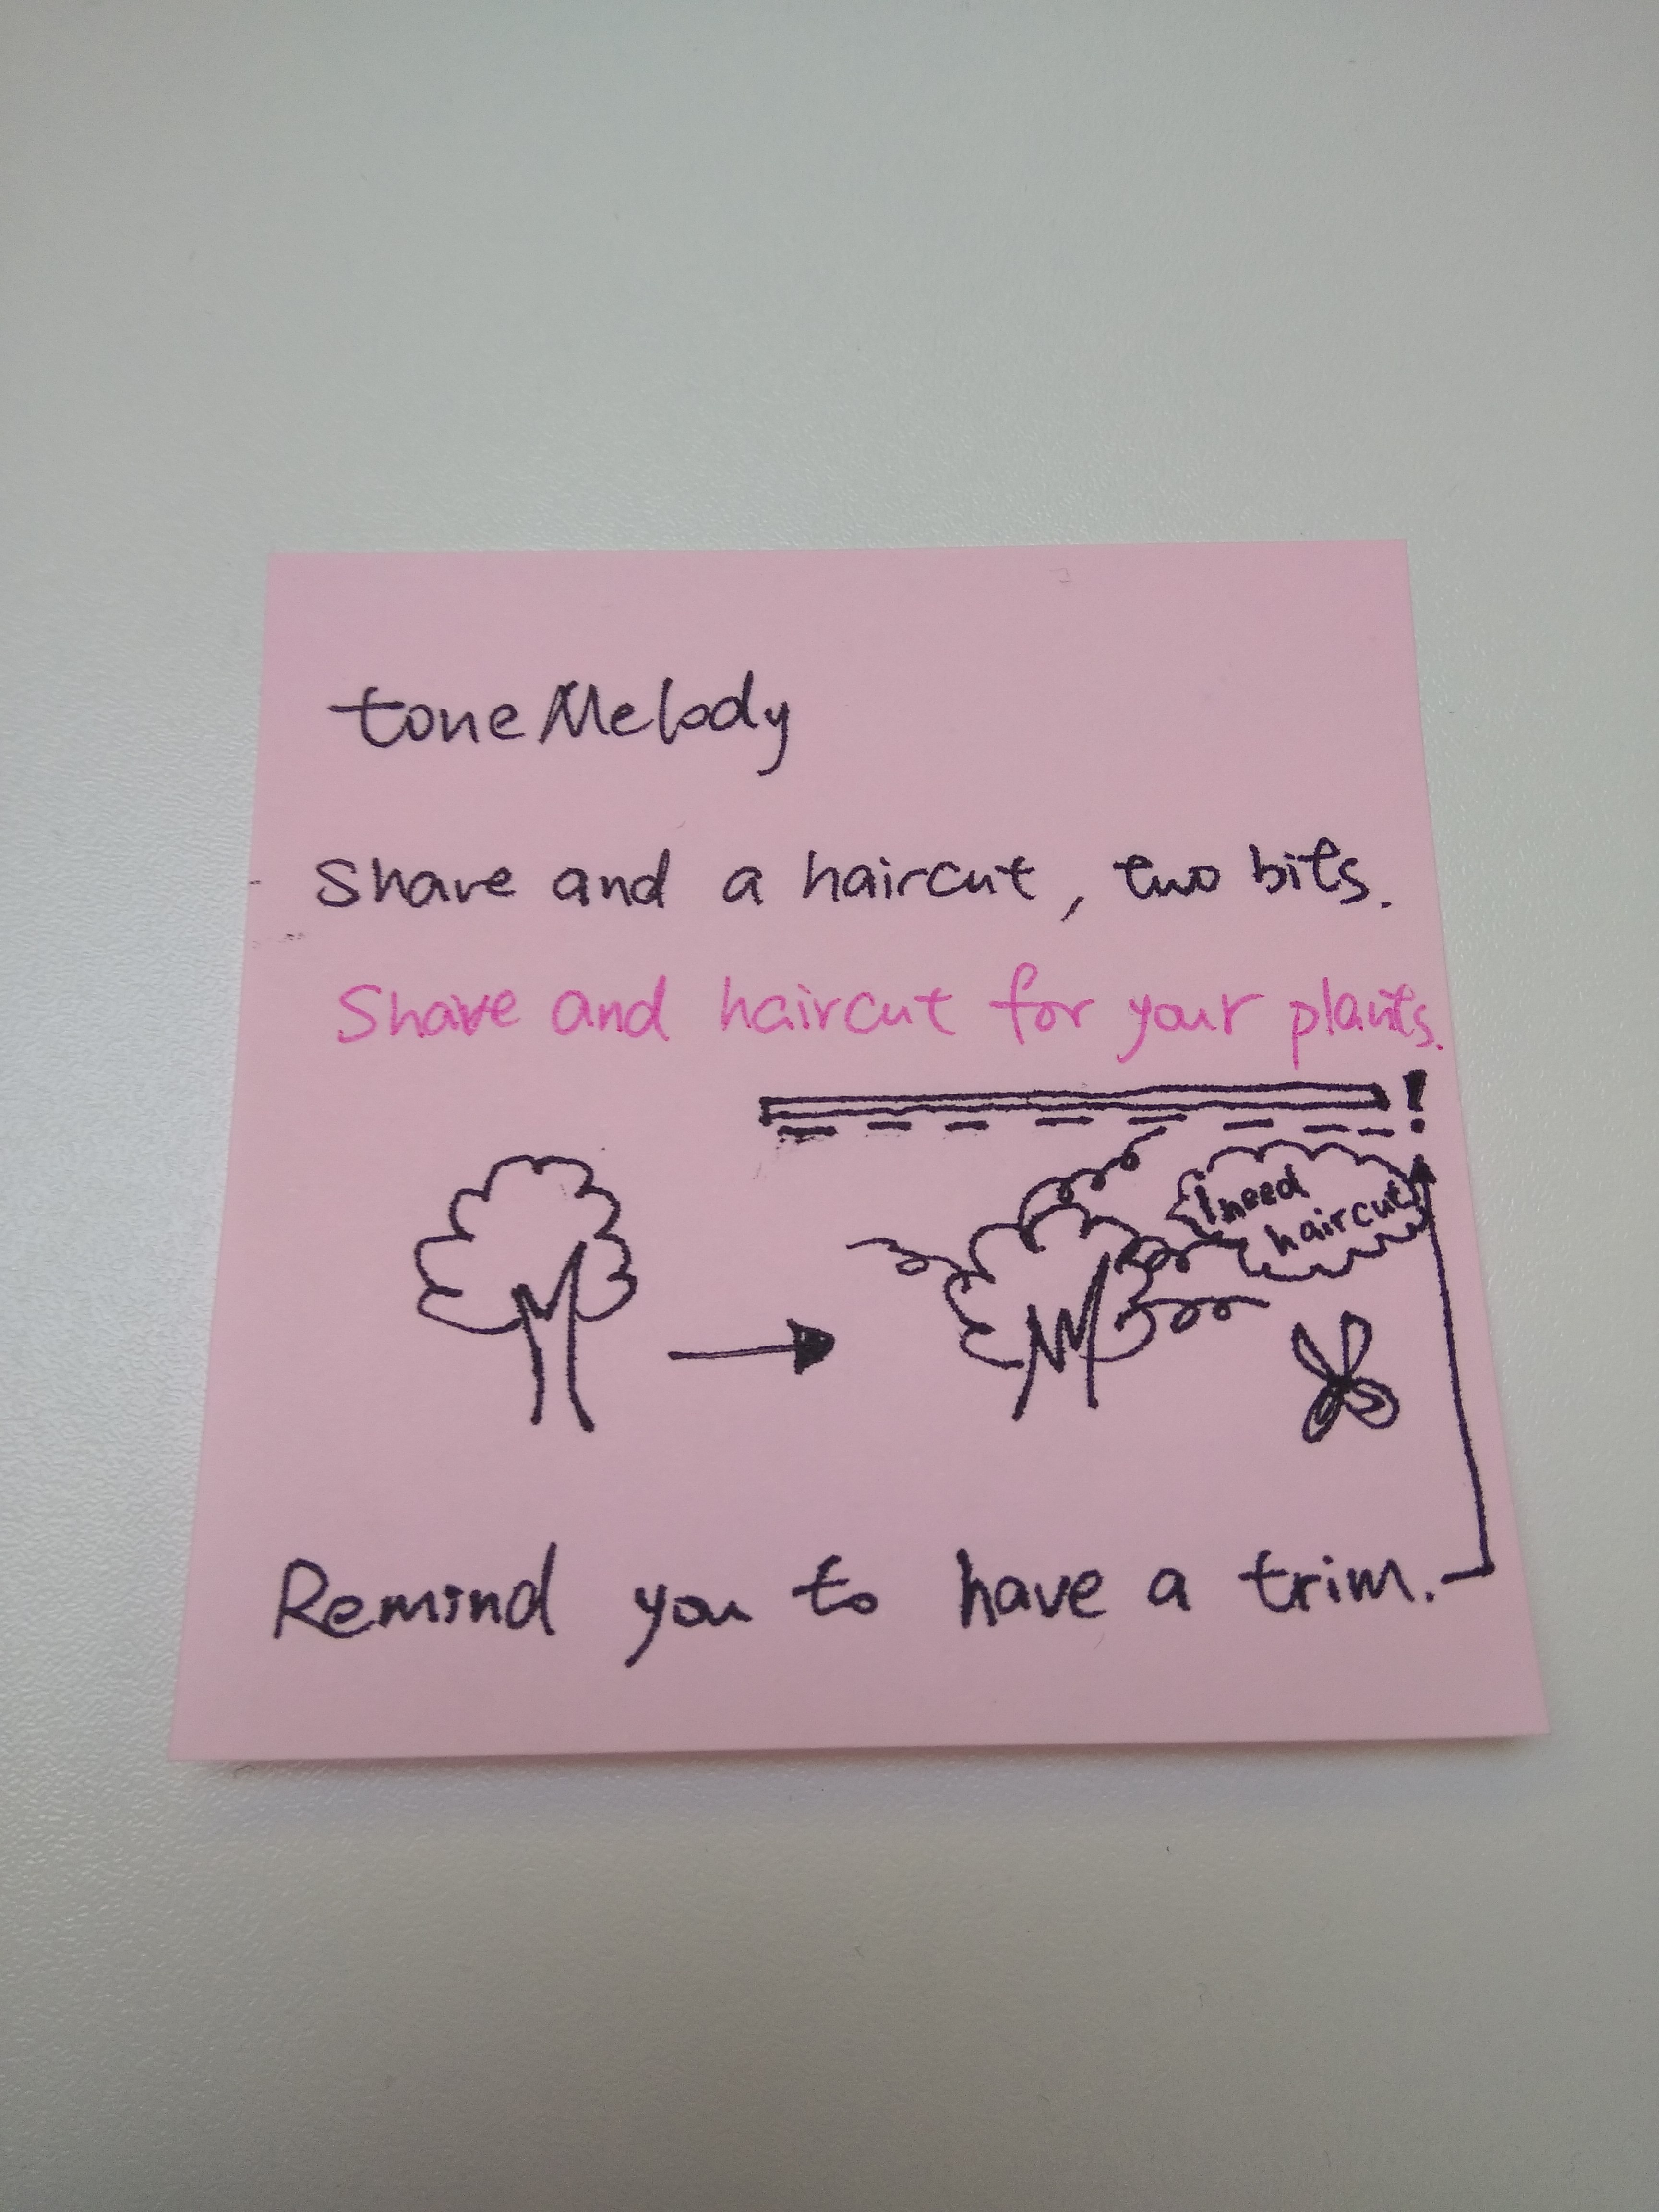 toneMelody
Shave and a haircut, two bits.
Shave and haircut for your plants.
!
I need
haircut
Remind you to have a trim.